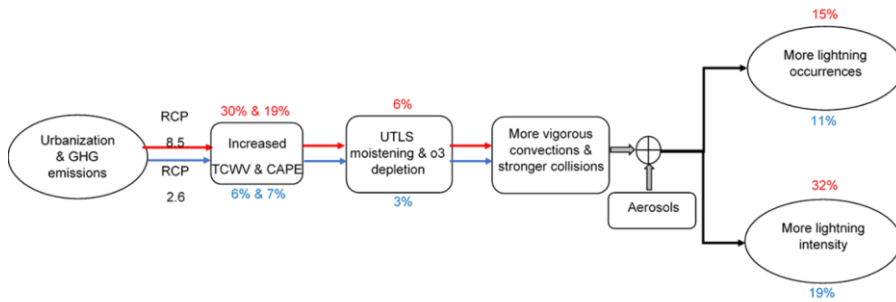 Urbanization
& GHG
emissions
RCP
8.5
RCP
2.6
30% & 19%
Increased
TCWV & CAPE
6% & 7%
6%
UTLS
moistening & o3
depletion
3%
More vigorous
convections &
stronger collisions
Aerosols
15%
More lightning
occurrences
11%
32%
More lightning
intensity
19%